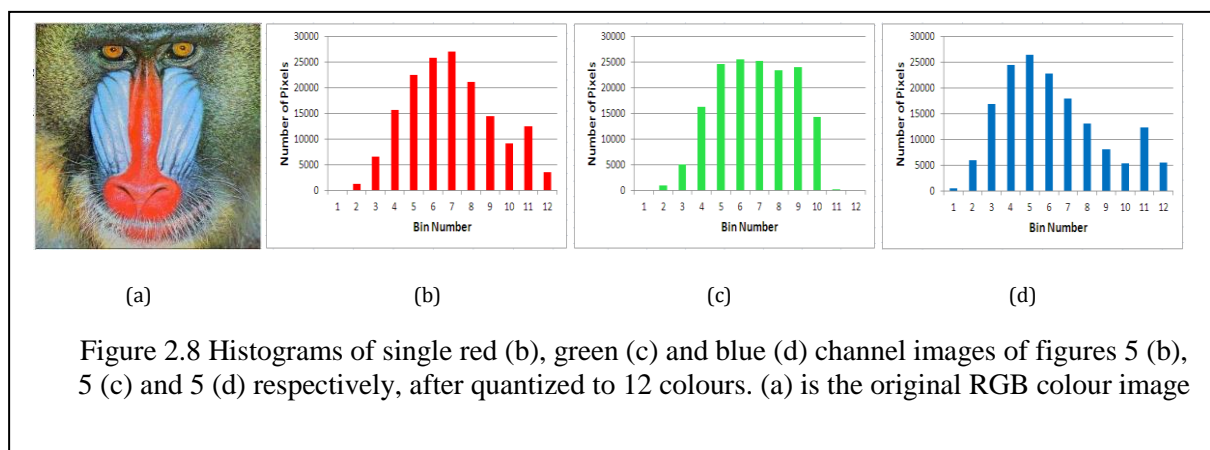 30000
25000
20000
15000
10000
5000
0
Number of Pixels
1 2 3 4 5 6 7 8 9 10 11 12
Bin Number
30000
25000
20000
15000
10000
5000
0
Number of Pixels
1 2 3 4 5 6 7 8 9 10 11 12
Bin Number
30000
25000
20000
15000
10000
5000
0
Number of Pixels
1 2 3 4 5 6 7 8 9 10 11 12
Bin Number
(a) (b) (c) (d)
Figure 2.8 Histograms of single red (b), green (c) and blue (d) channel images of figures 5 (b),
5 (c) and 5 (d) respectively, after quantized to 12 colours. (a) is the original RGB colour image